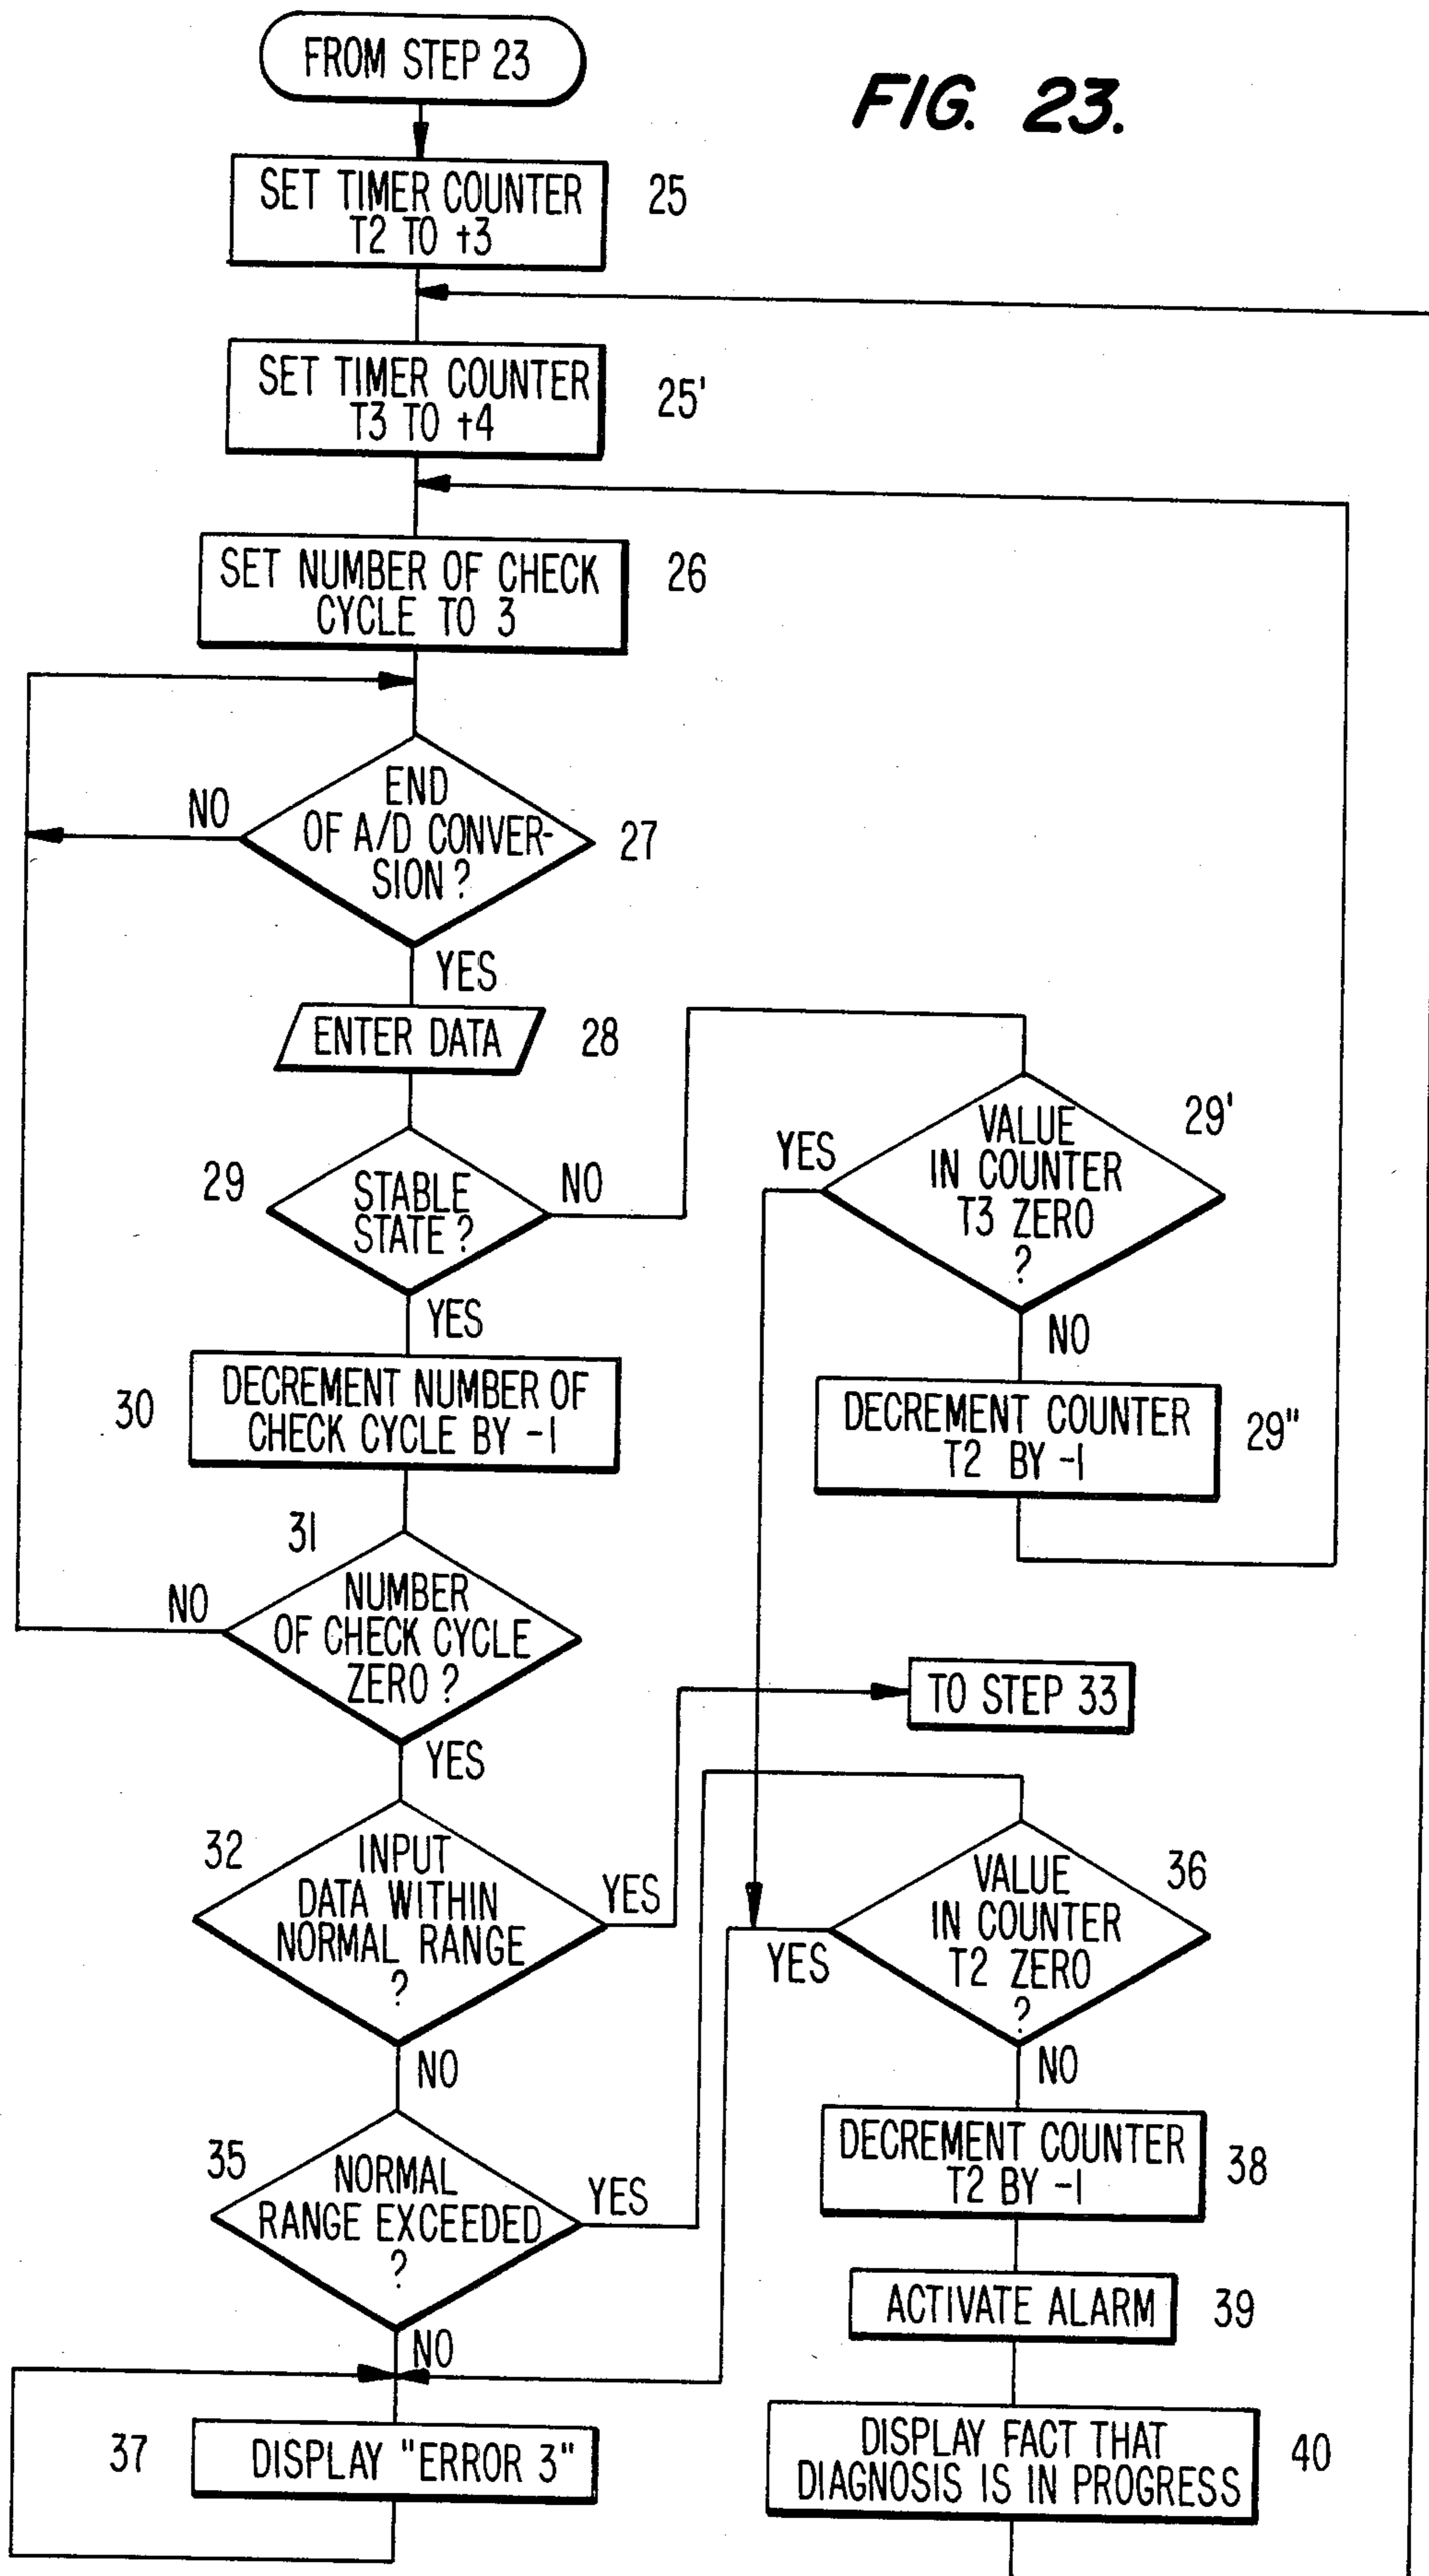 FROM STEP 23
FIG. 23.
SET TIMER COUNTER
T2 TO t3
25
SET TIMER COUNTER
T3 TO t4
25'
SET NUMBER OF CHECK
CYCLE TO 3
26
END
OF A/D CONVER-
SION ?
27
NO
YES
ENTER DATA
28
29
STABLE
STATE ?
NO
YES
VALUE
IN COUNTER
T3 ZERO
?
29'
YES
NO
30
DECREMENT NUMBER OF
CHECK CYCLE BY -1
DECREMENT COUNTER
T2 BY -1
29"
31
NUMBER
OF CHECK CYCLE
ZERO ?
NO
YES
TO STEP 33
32
INPUT
DATA WITHIN
NORMAL RANGE
?
YES
NO
VALUE
IN COUNTER
T2 ZERO
?
36
YES
NO
35
NORMAL
RANGE EXCEEDED
?
YES
NO
DECREMENT COUNTER
T2 BY -1
38
ACTIVATE ALARM
39
37
DISPLAY "ERROR 3"
DISPLAY FACT THAT
DIAGNOSIS IS IN PROGRESS
40